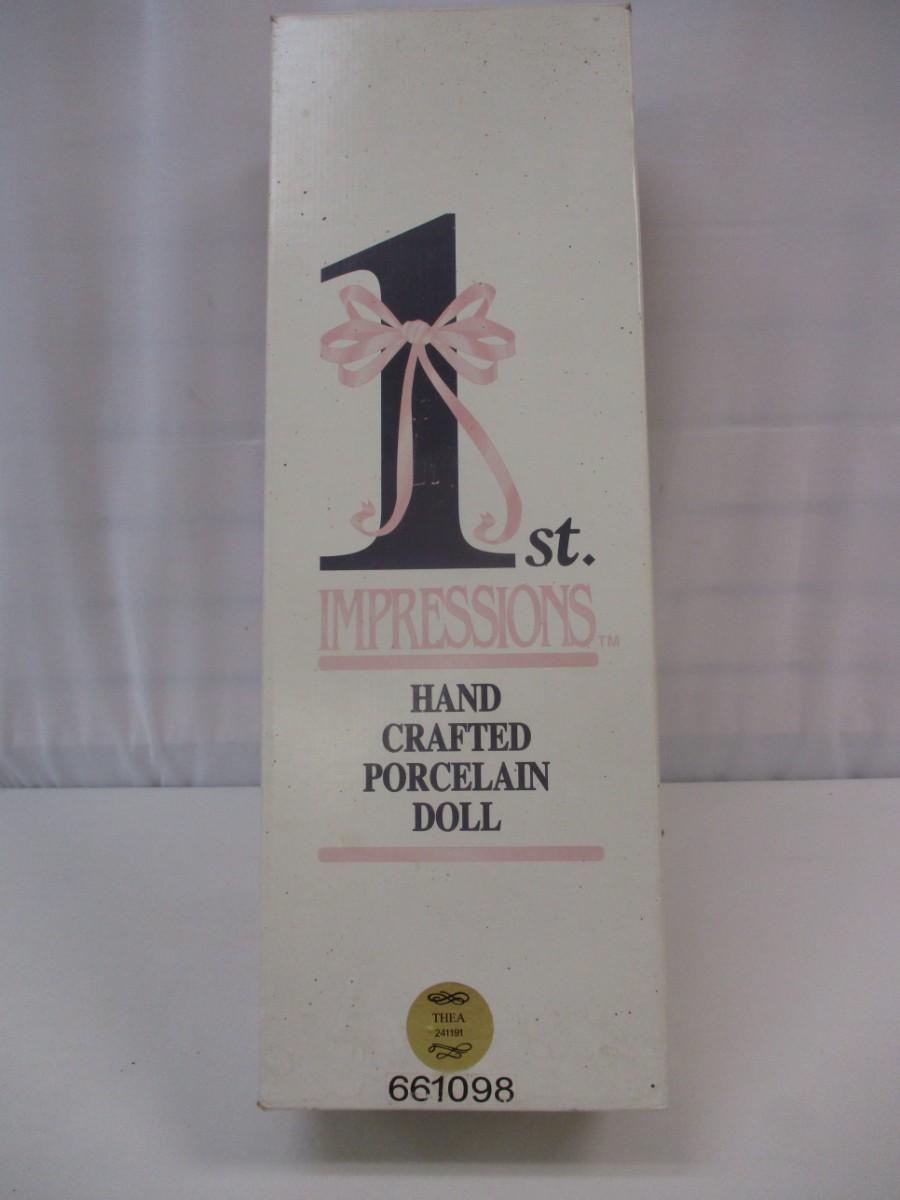 1st.
IMPRESSIONS™
HAND
CRAFTED
PORCELAIN
DOLL
THEA
241191
661098